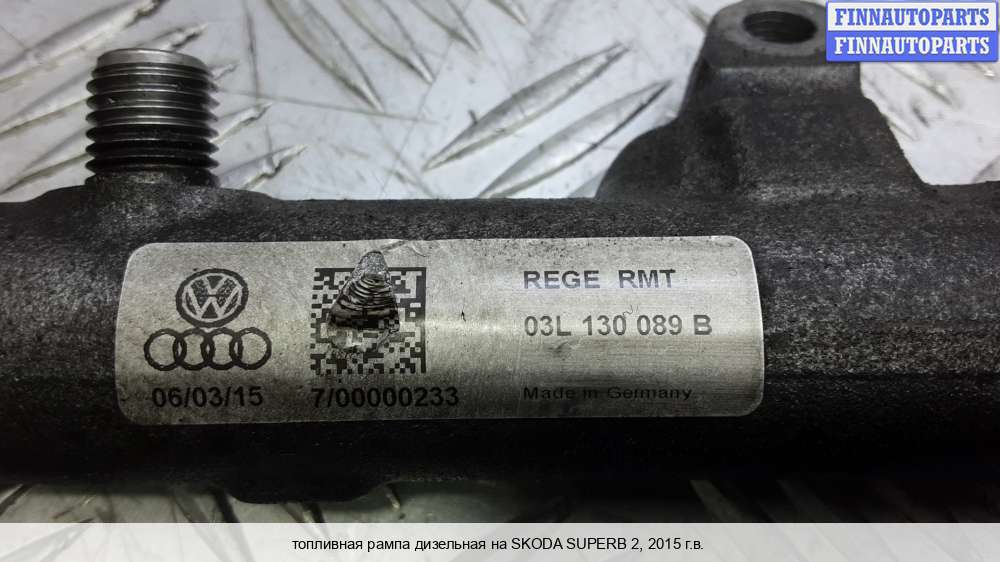 FINNAUTOPARTS
FINNAUTOPARTS
REGE RMT
03L 130 089 B
06/03/15 7/00000233 Made in Germany
топливная рампа дизельная на SKODA SUPERB 2, 2015 г.в.